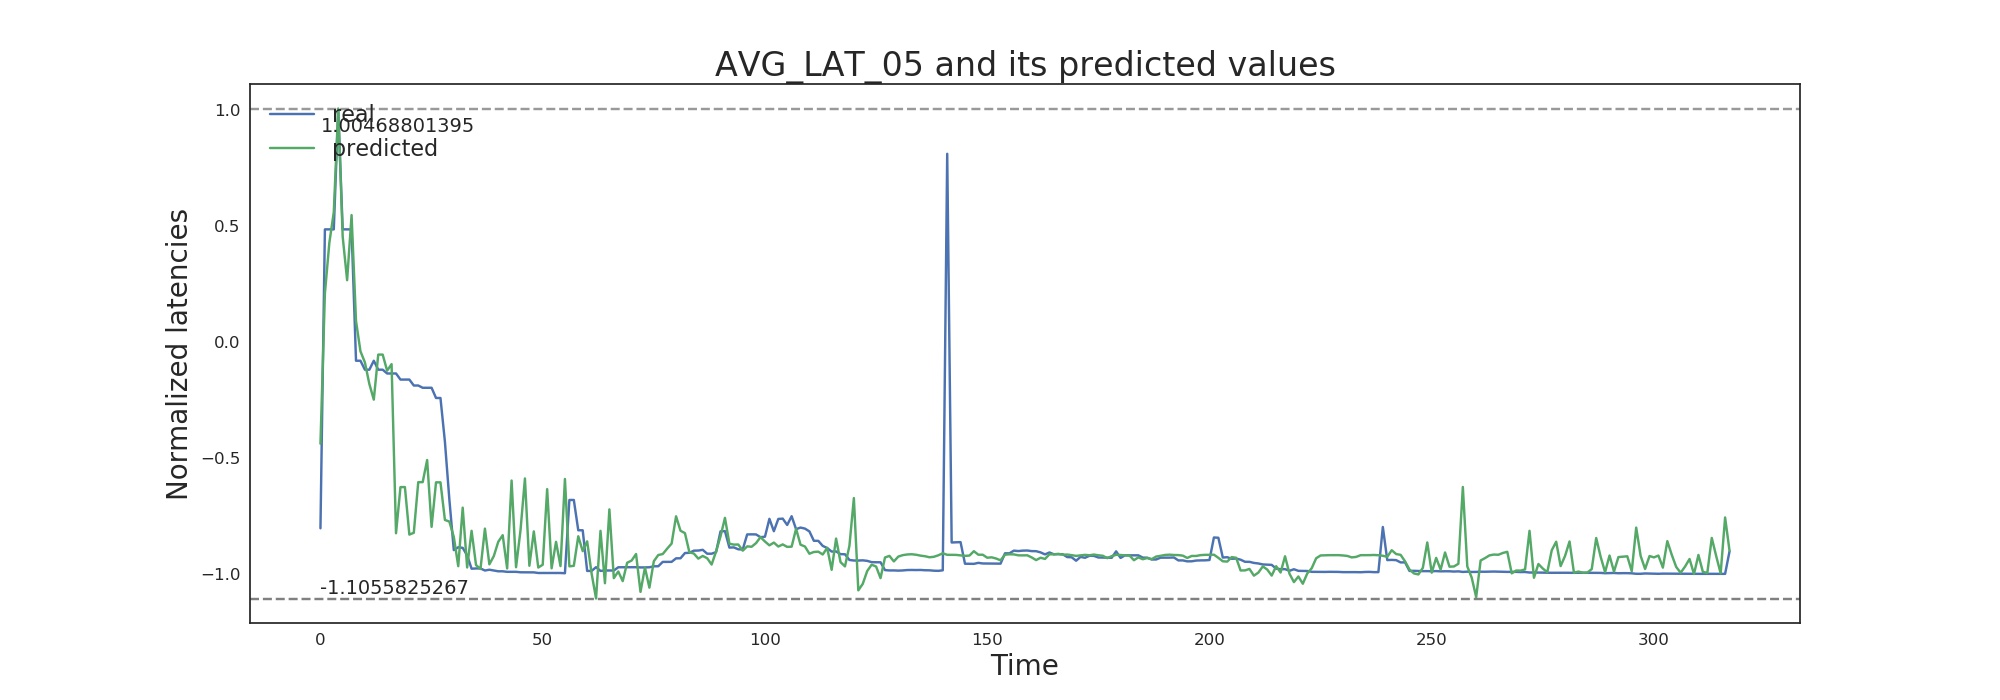 AVG_LAT_05 and its predicted values
real
1.00468801395
predicted
-1.1055825267
Normalized latencies
1.0
0.5
0.0
−0.5
−1.0
0 50 100 150 200 250 300
Time